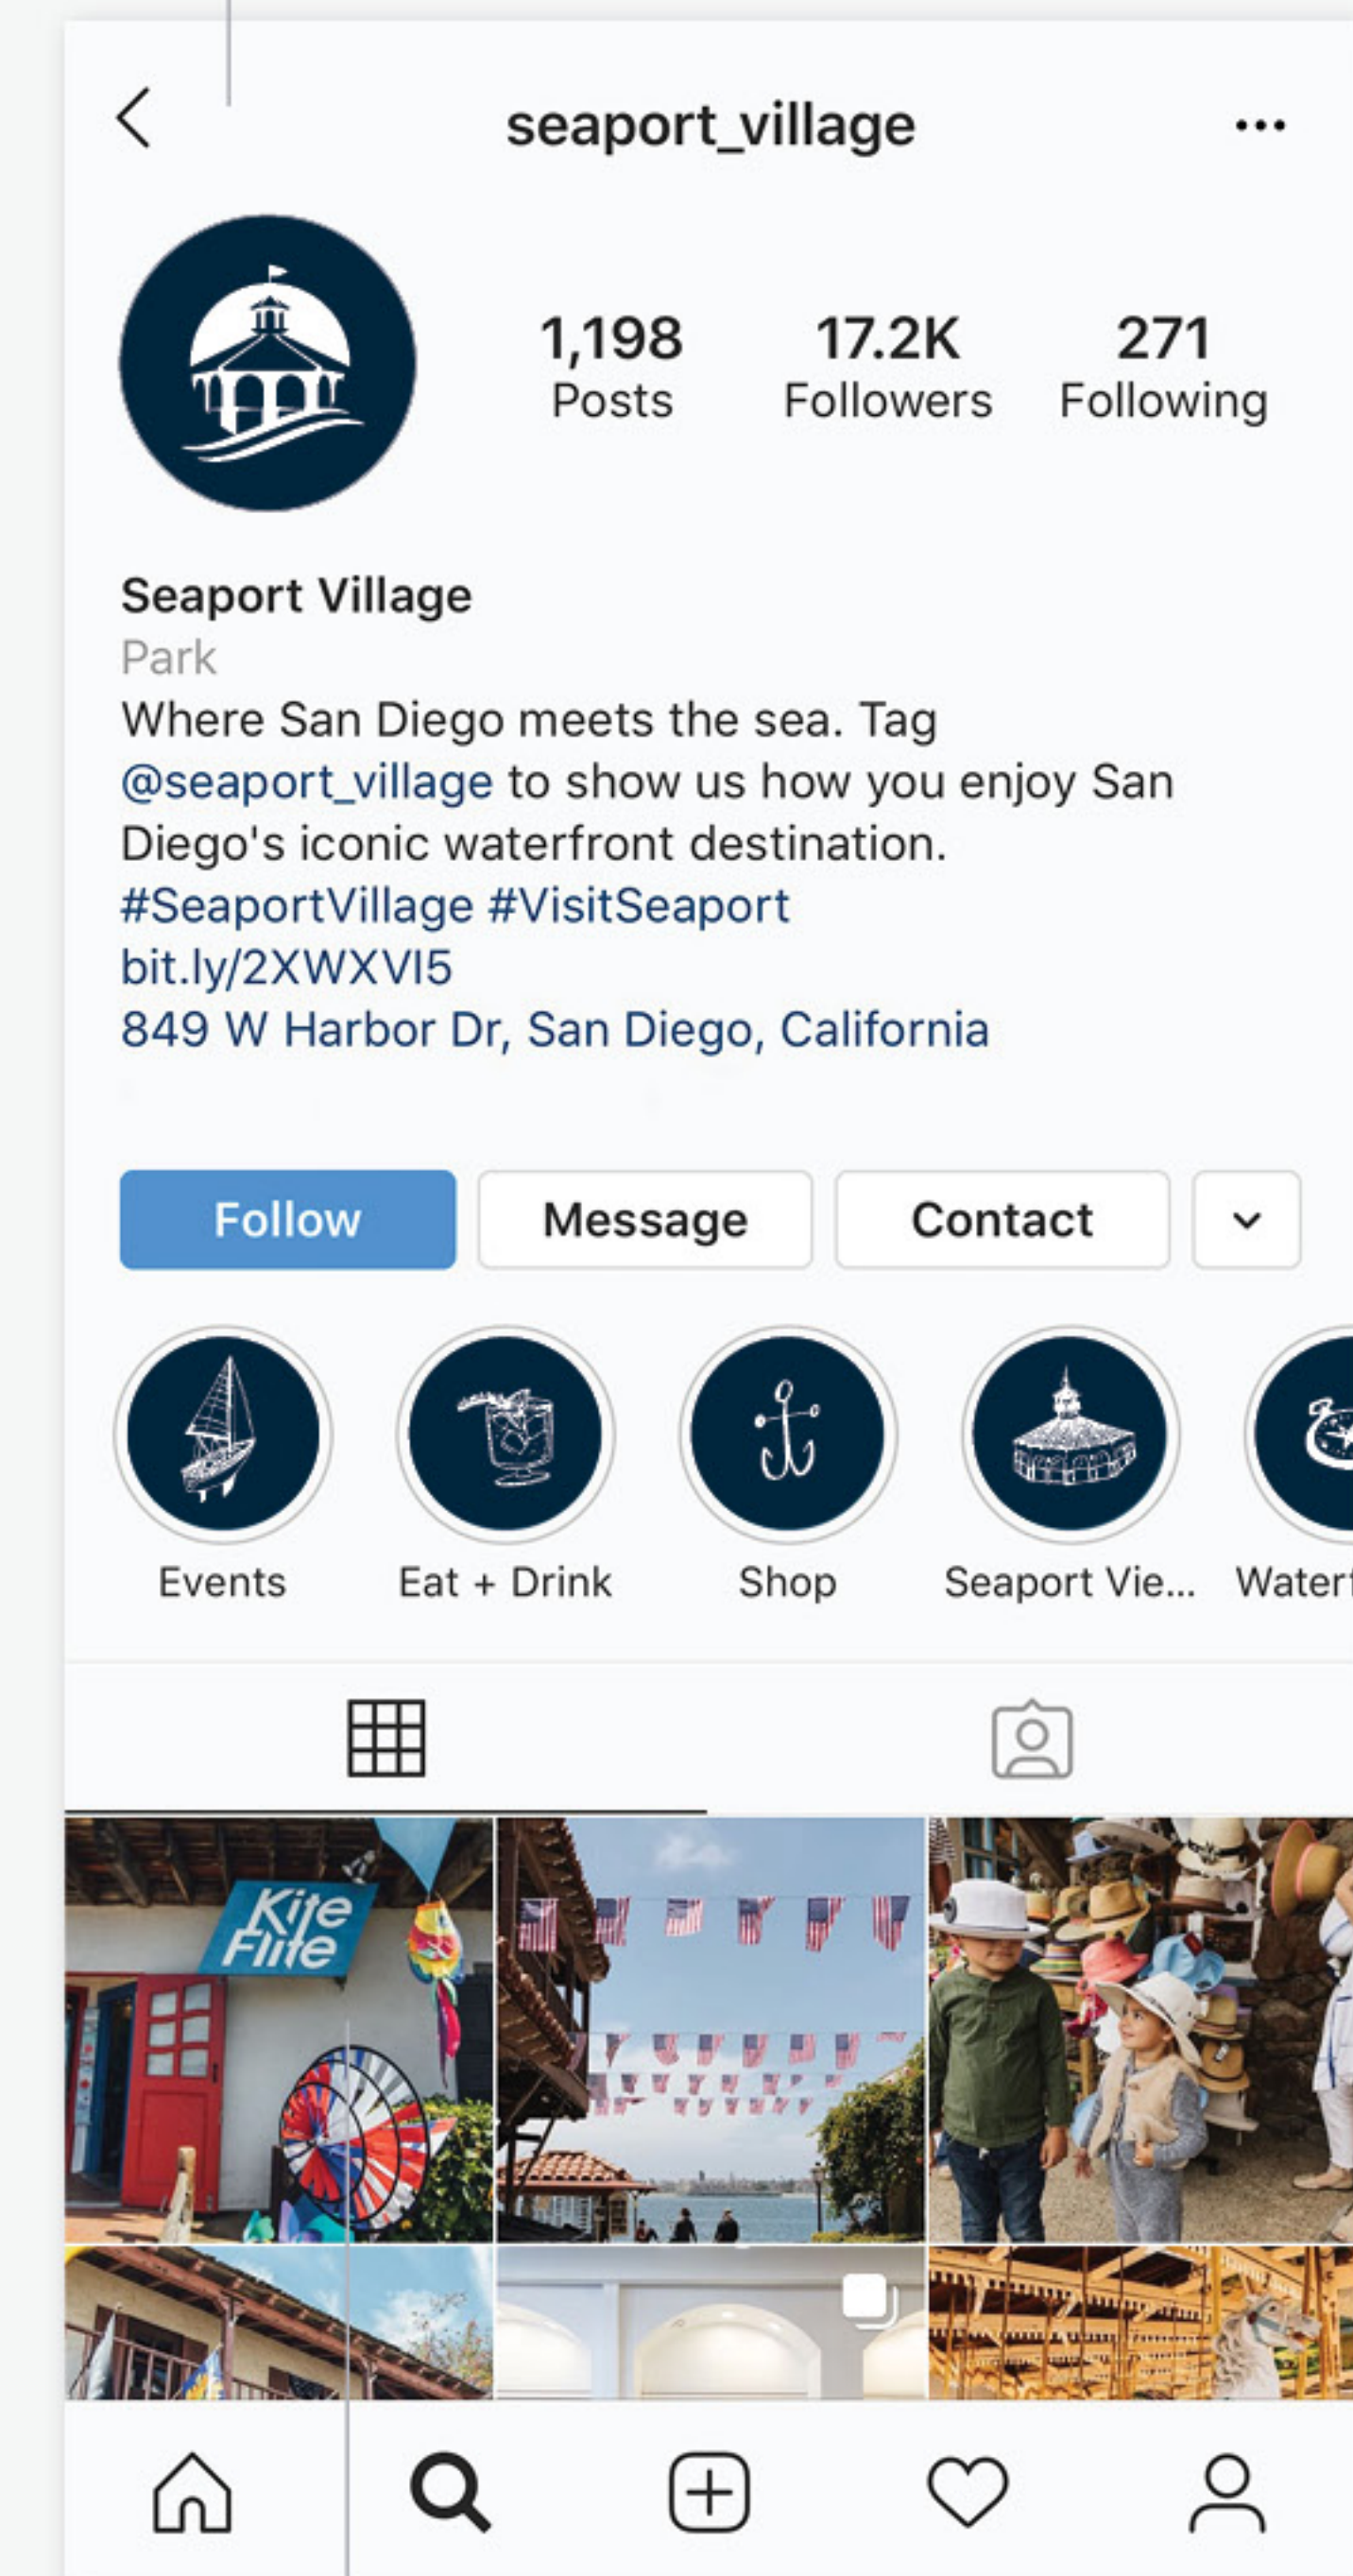 seaport_village
1,198 17.2K 271
Posts Followers Following
Seaport Village
Park
Where San Diego meets the sea. Tag
@seaport_village to show us how you enjoy San
Diego's iconic waterfront destination.
#SeaportVillage #VisitSeaport
bit.ly/2XWXVI5
849 W Harbor Dr, San Diego, California
Follow Message Contact
Events Eat + Drink Shop Seaport Vie... Waterf
Kite
Flite